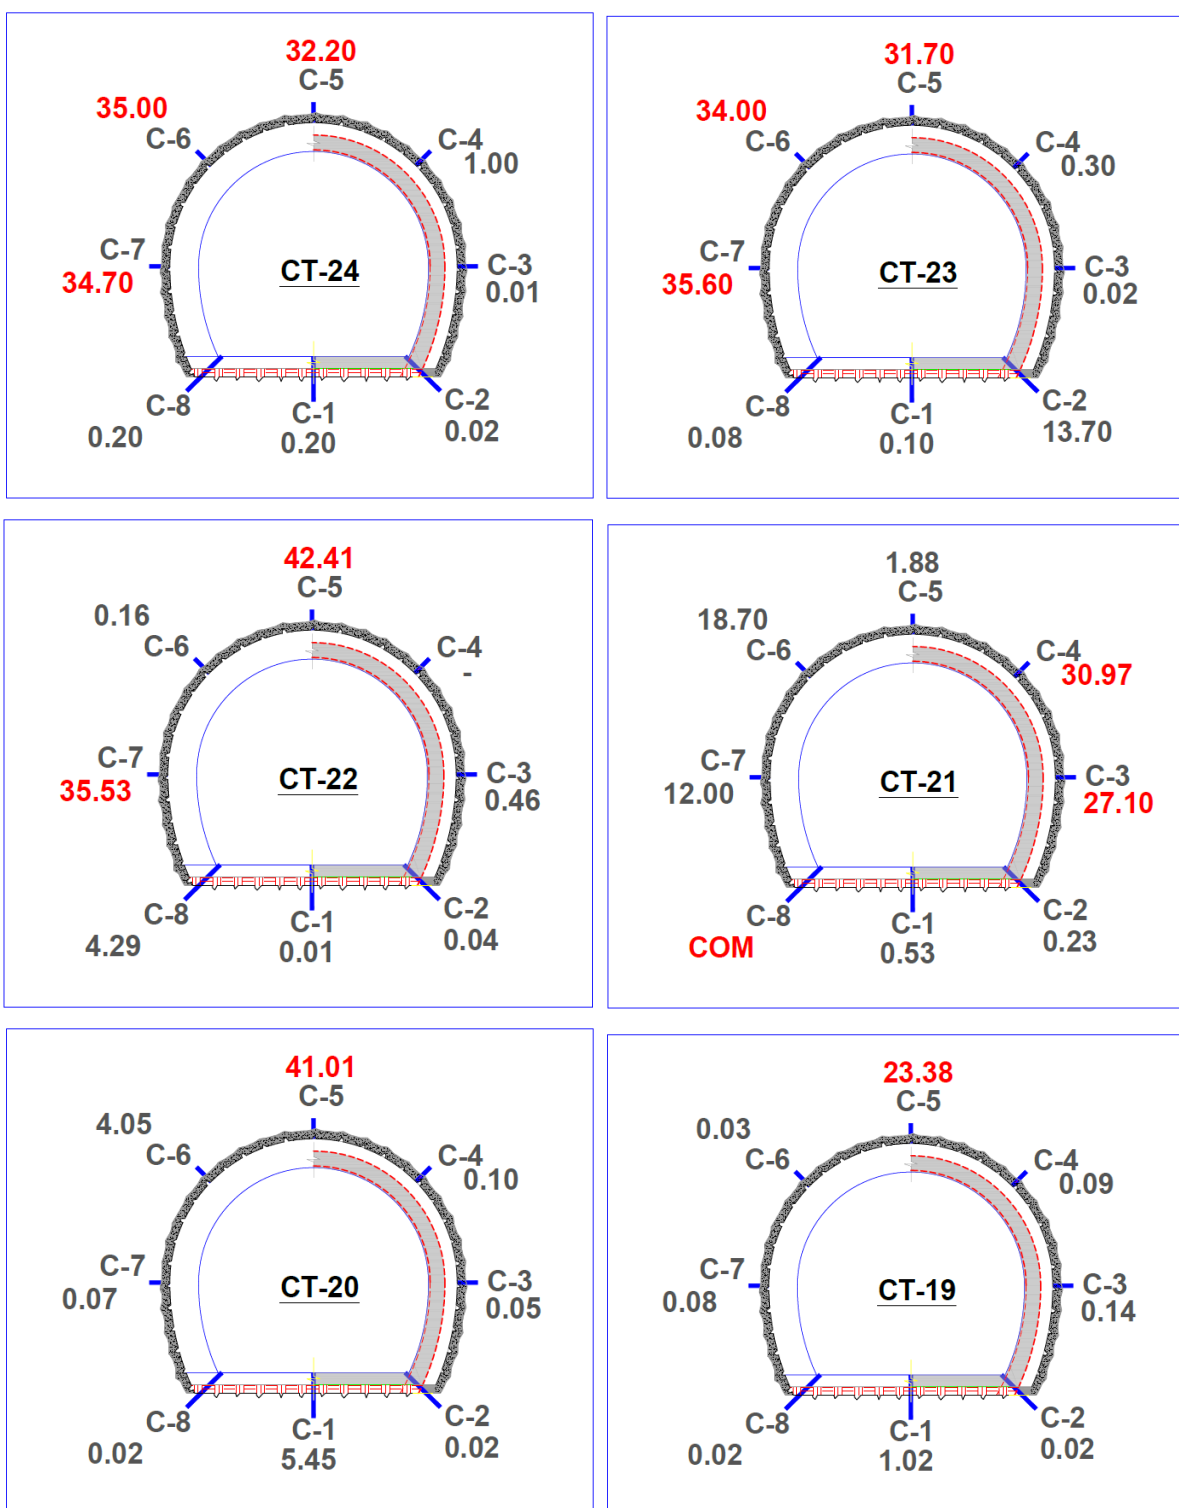 32.20
C-5
35.00
C-6
C-4
1.00
C-7
34.70
CT-24
C-3
0.01
C-8
0.20
C-1
0.20
C-2
0.02
31.70
C-5
34.00
C-6
C-4
0.30
C-7
35.60
CT-23
C-3
0.02
C-8
0.08
C-1
0.10
C-2
13.70
42.41
C-5
0.16
C-6
C-4
-
C-7
35.53
CT-22
C-3
0.46
C-8
4.29
C-1
0.01
C-2
0.04
1.88
C-5
18.70
C-6
C-4
30.97
C-7
12.00
CT-21
C-3
27.10
C-8
COM
C-1
0.53
C-2
0.23
41.01
C-5
4.05
C-6
C-4
0.10
C-7
0.07
CT-20
C-3
0.05
C-8
0.02
C-1
5.45
C-2
0.02
23.38
C-5
0.03
C-6
C-4
0.09
C-7
0.08
CT-19
C-3
0.14
C-8
0.02
C-1
1.02
C-2
0.02